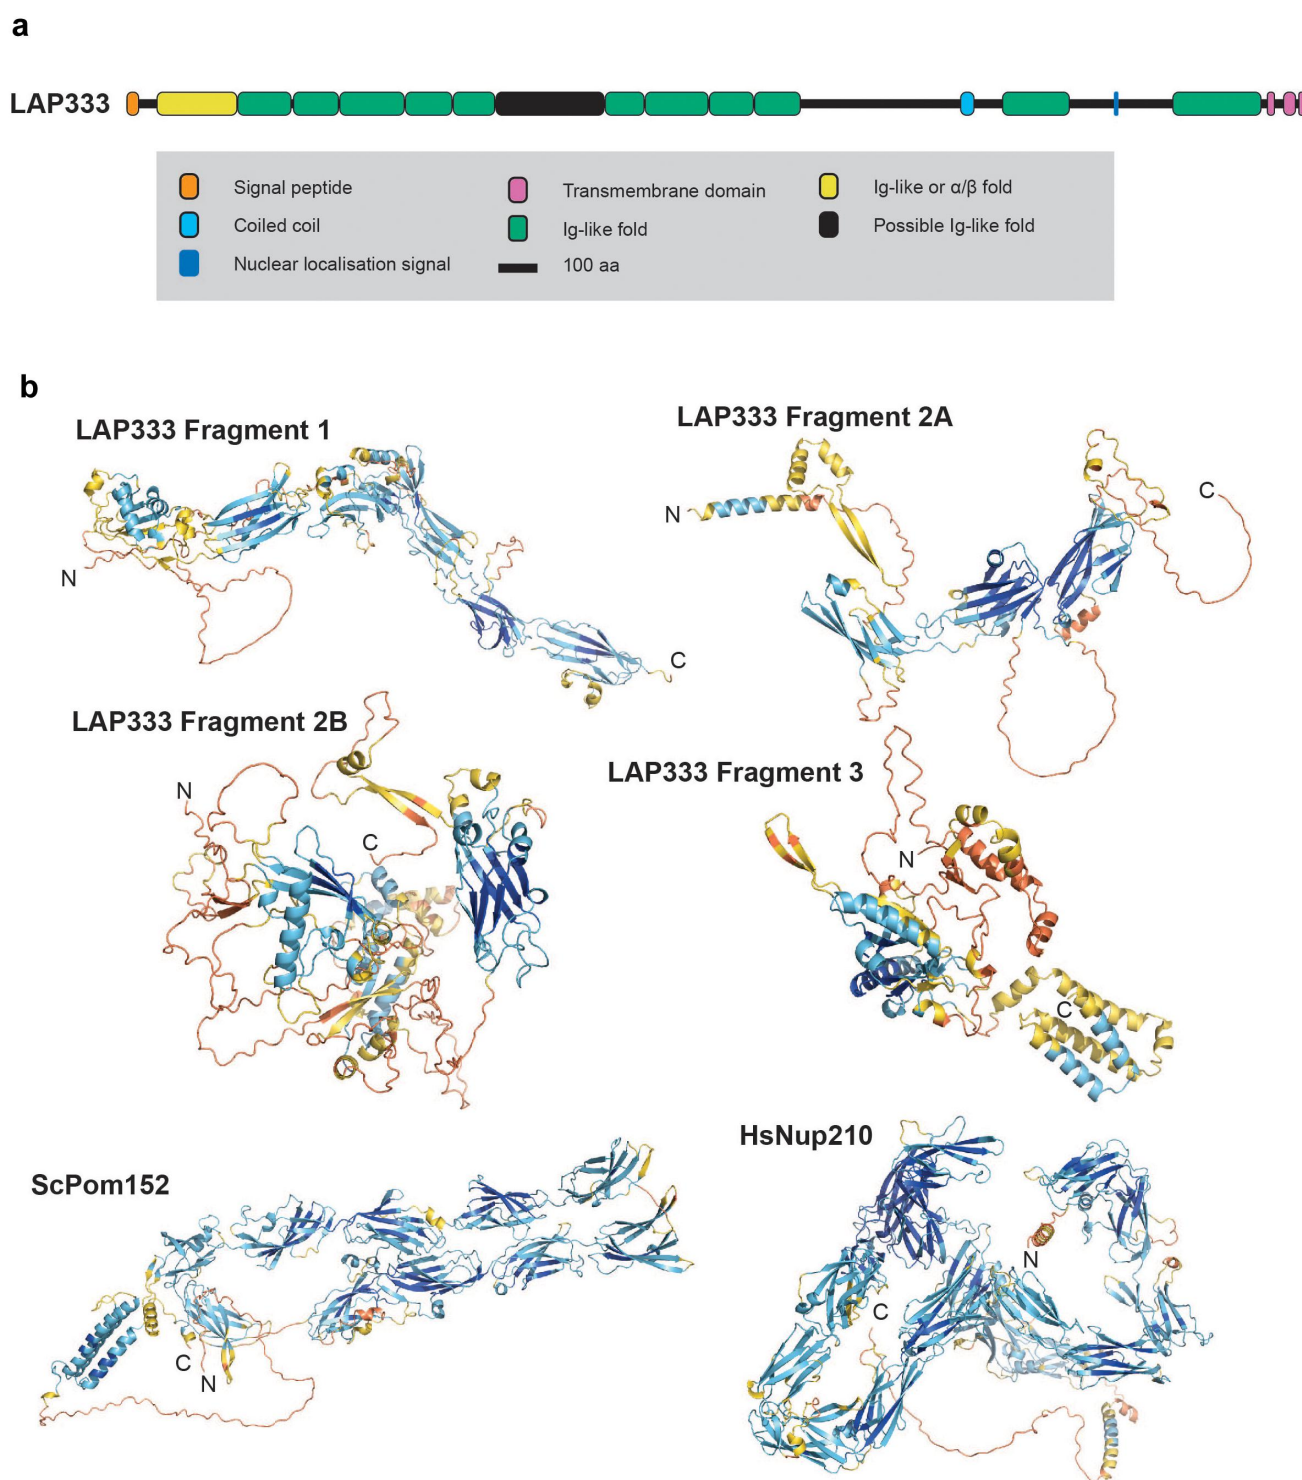 a
LAP333
Signal peptide
Transmembrane domain
Ig-like or α/β fold
Coiled coil
Ig-like fold
Possible Ig-like fold
Nuclear localisation signal
100 aa
b
LAP333 Fragment 1
LAP333 Fragment 2A
N
C
N
C
LAP333 Fragment 2B
LAP333 Fragment 3
N
C
N
C
ScPom152
HsNup210
C
N
N
C